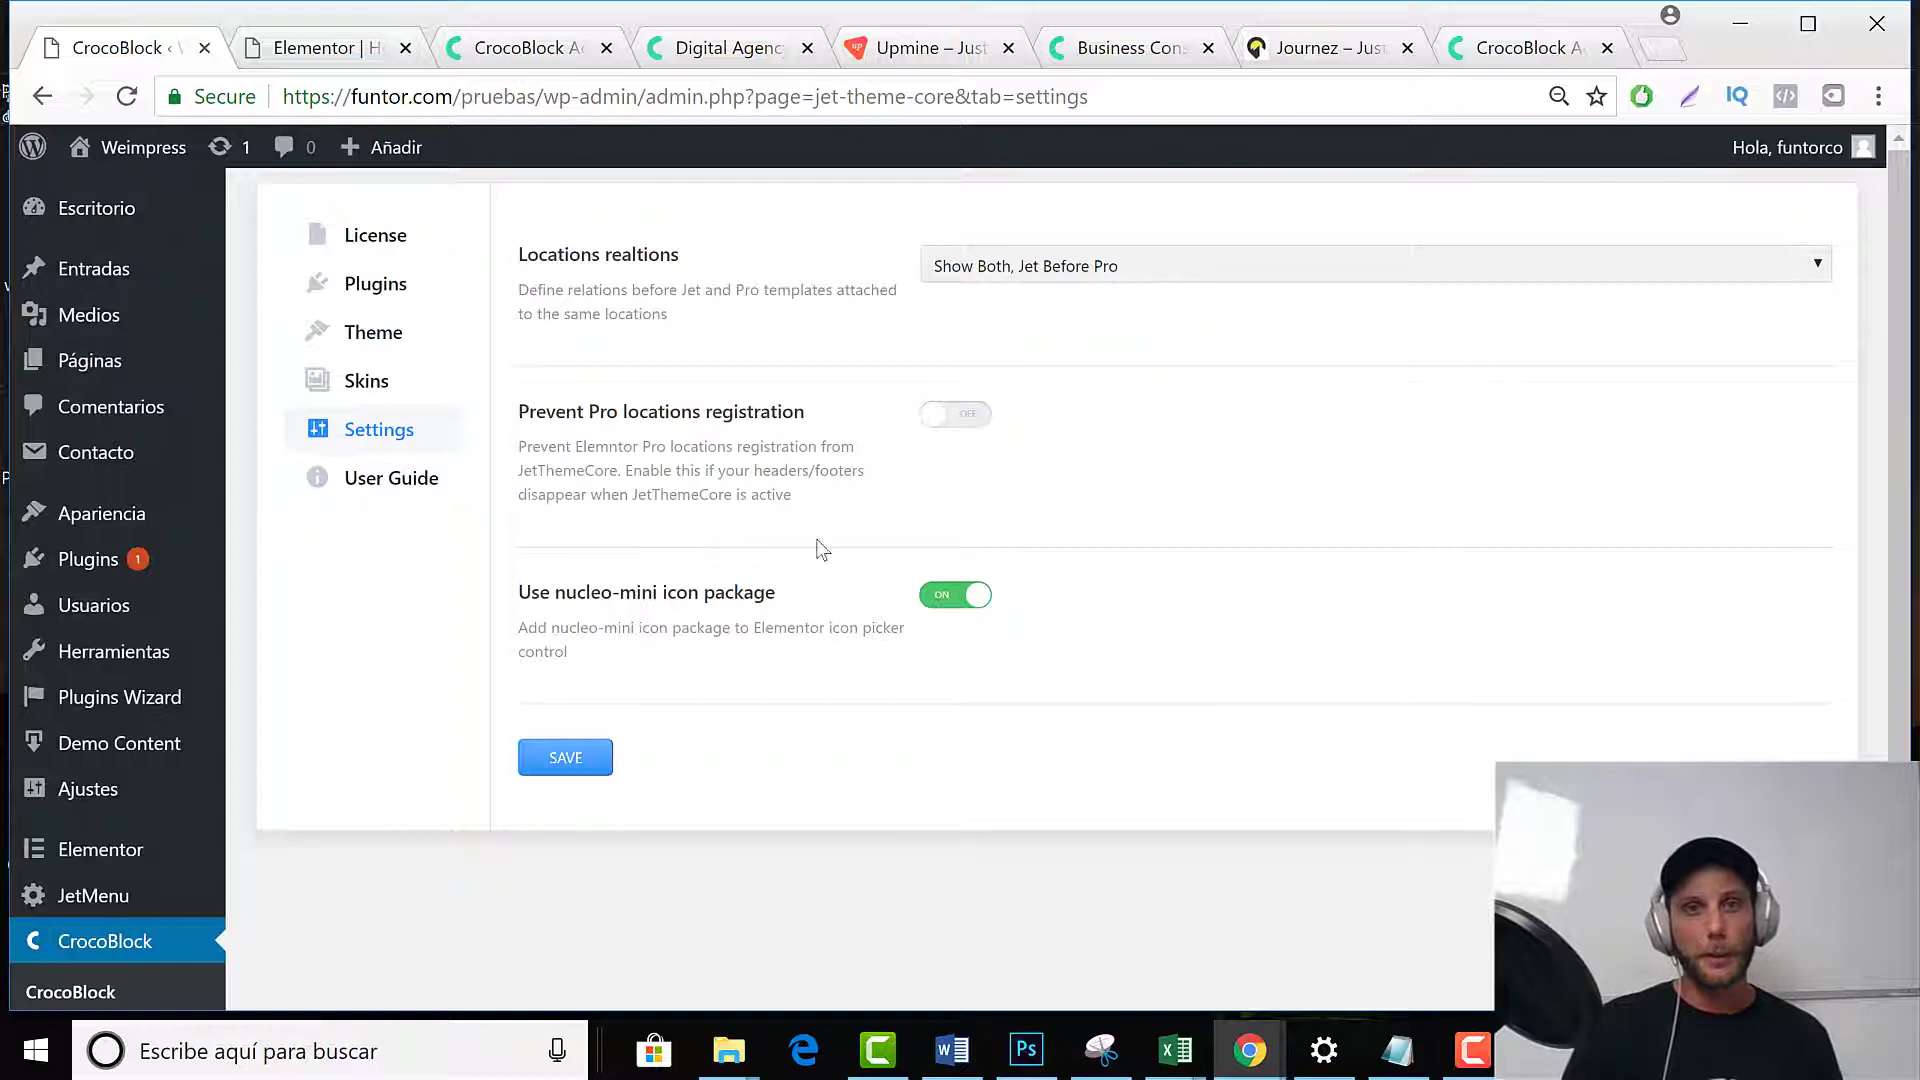 CrocoBlock ‹
Elementor | H
CrocoBlock A
Digital Agenc
up
Upmine – Just
Business Cons
Journez – Jus
CrocoBlock A
Secure
https://funtor.com/pruebas/wp-admin/admin.php?page=jet-theme-core&tab=settings
IQ
Weimpress
1
0
Añadir
Hola, funtorco
Escritorio
Entradas
Medios
Páginas
Comentarios
Contacto
Apariencia
Plugins 1
Usuarios
Herramientas
Plugins Wizard
Demo Content
Ajustes
Elementor
JetMenu
CrocoBlock
CrocoBlock
License
Plugins
Theme
Skins
Settings
User Guide
Locations realtions
Define relations before Jet and Pro templates attached
to the same locations
Show Both, Jet Before Pro
Prevent Pro locations registration
OFF
Prevent Elemntor Pro locations registration from
JetThemeCore. Enable this if your headers/footers
disappear when JetThemeCore is active
Use nucleo-mini icon package
ON
Add nucleo-mini icon package to Elementor icon picker
control
SAVE
Escribe aquí para buscar
Ps